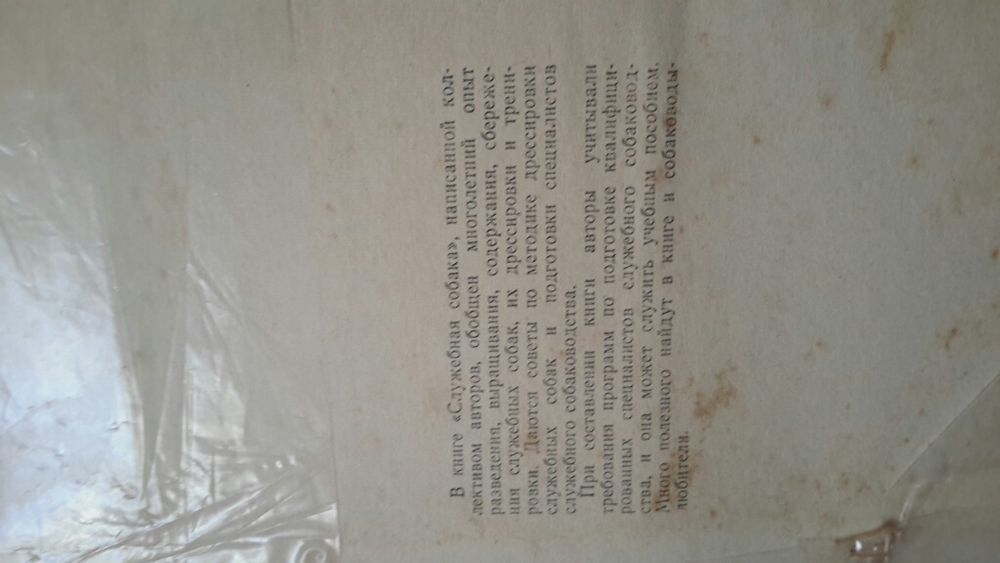 В книге «Служебная собака», написанной кол-
лективом авторов, обобщен многолетний опыт
разведения, выращивания, содержания, сбереже-
ния служебных собак, их дрессировки и трени-
ровки. Даются советы по методике дрессировки
служебных собак и подготовки специалистов
служебного собаководства.
При составлении книги авторы учитывали
требования программ по подготовке квалифици-
рованных специалистов служебного собаковод-
ства, и она может служить учебным пособием.
Много полезного найдут в книге и собаководы-
любители.